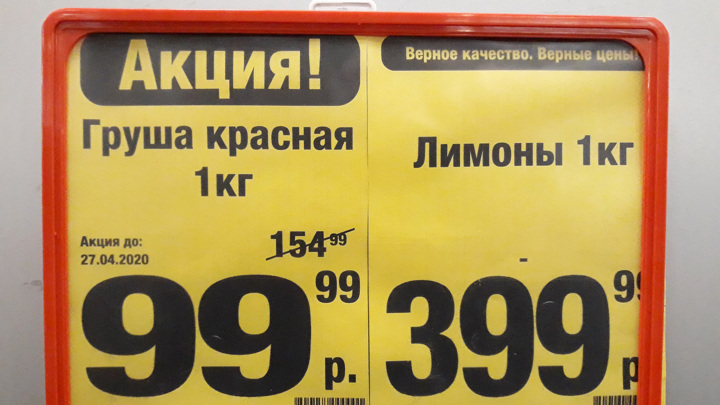 Акция!
Груша красная
1кг
Акция до:
27.04.2020
154 99
99 99
р.
Верное качество. Верные цены!
Лимоны 1кг
-
399 99
р